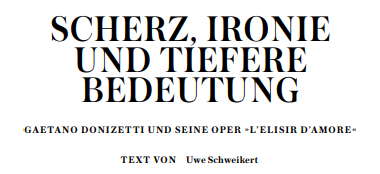 SCHERZ, IRONIE
UND TIEFERE
BEDEUTUNG
GAETANO DONIZETTI UND SEINE OPER »L'ELISIR D'AMORE«
TEXT VON Uwe Schweikert